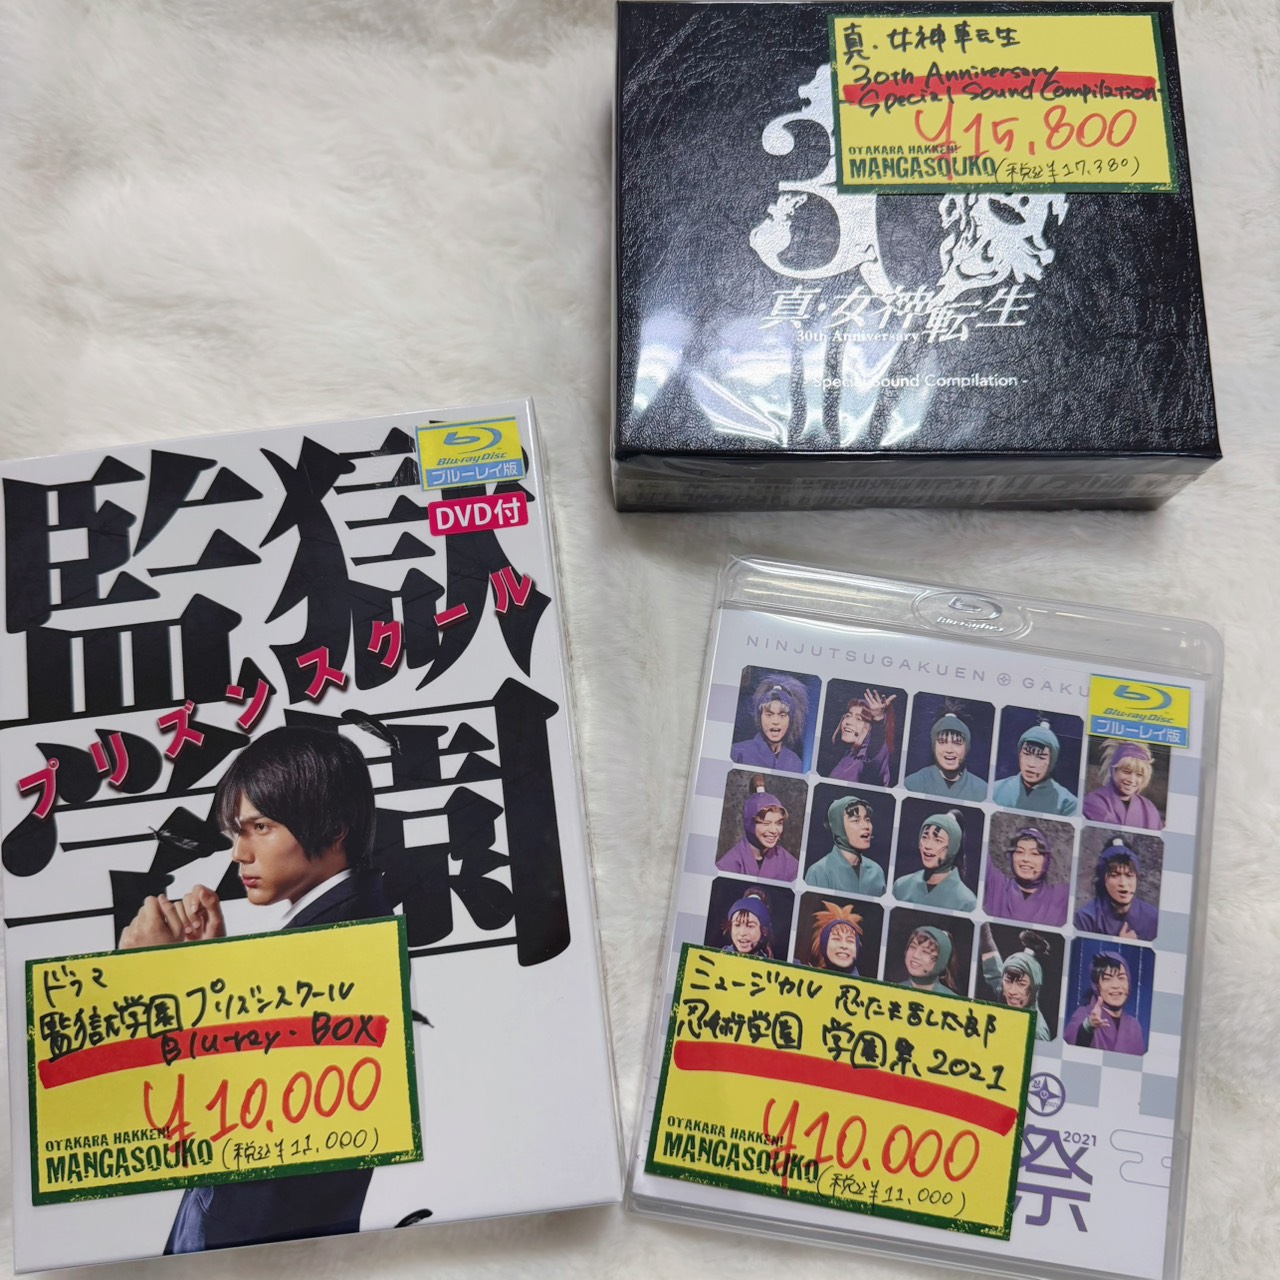 真・女神転生
30th Anniversary
-Special Sound Compilation-
¥15,800
OTAKARA HAKKEN!
MANGASOUKO
(税込¥17,380)
30
真・女神転生
30th Anniversary
- Special Sound Compilation -
Blu-ray Disc
ブルーレイ版
DVD付
監獄
学園
プリズンスクール
ドラマ
監獄学園プリズンスクール
Blu-ray・BOX
¥10,000
OTAKARA HAKKEN!
MANGASOUKO
(税込¥11,000)
Blu-ray Disc
NINJUTSUGAKUEN GAKU
Blu-ray Disc
ブルーレイ版
ミュージカル 忍たま乱太郎
忍術学園 学園祭2021
¥10,000
OTAKARA HAKKEN!
MANGASOUKO
(税込¥11,000)
2021
祭